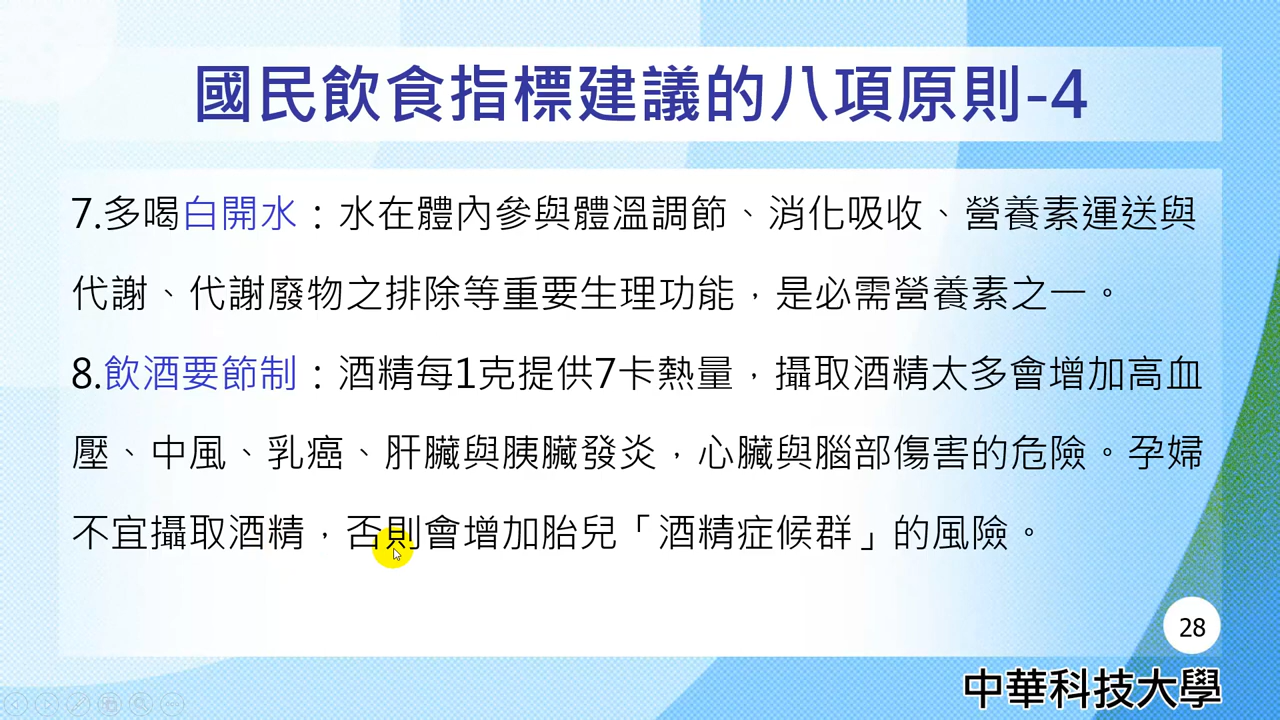 國民飲食指標建議的八項原則-4
7.多喝白開水：水在體內參與體溫調節、消化吸收、營養素運送與
代謝、代謝廢物之排除等重要生理功能，是必需營養素之一。
8.飲酒要節制：酒精每1克提供7卡熱量，攝取酒精太多會增加高血
壓、中風、乳癌、肝臟與胰臟發炎，心臟與腦部傷害的危險。孕婦
不宜攝取酒精，否則會增加胎兒「酒精症候群」的風險。
28
中華科技大學